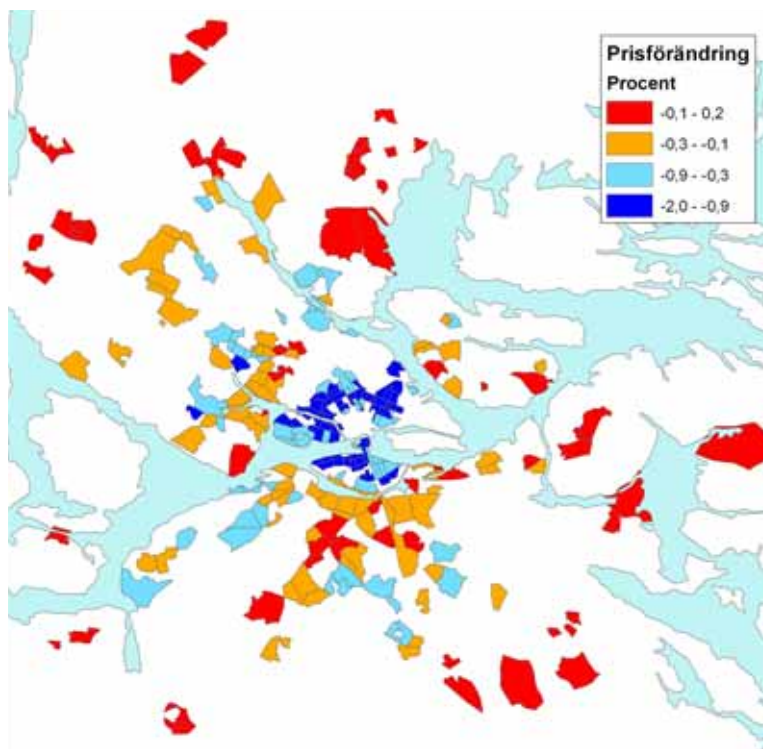 Prisförändring
Procent
-0,1 - 0,2
-0,3 - -0,1
-0,9 - -0,3
-2,0 - -0,9